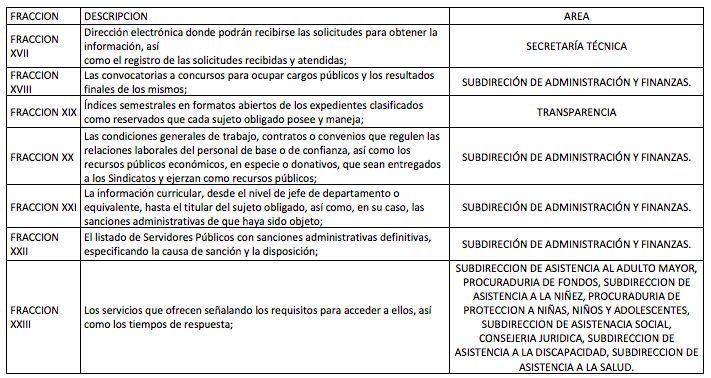 FRACCION DESCRIPCION AREA
FRACCION
XVII
Dirección electrónica donde podrán recibirse las solicitudes para obtener la
información, así
como el registro de las solicitudes recibidas y atendidas;
SECRETARÍA TÉCNICA
FRACCION
XVIII
Las convocatorias a concursos para ocupar cargos públicos y los resultados
finales de los mismos;
SUBDIRECIÓN DE ADMINISTRACIÓN Y FINANZAS.
FRACCION XIX
Índices semestrales en formatos abiertos de los expedientes clasificados
como reservados que cada sujeto obligado posee y maneja;
TRANSPARENCIA
FRACCION XX
Las condiciones generales de trabajo, contratos o convenios que regulen las
relaciones laborales del personal de base o de confianza, así como los
recursos públicos económicos, en especie o donativos, que sean entregados
a los Sindicatos y ejerzan como recursos públicos;
SUBDIRECIÓN DE ADMINISTRACIÓN Y FINANZAS.
FRACCION XXI
La información curricular, desde el nivel de jefe de departamento o
equivalente, hasta el titular del sujeto obligado, así como, en su caso, las
sanciones administrativas de que haya sido objeto;
SUBDIRECIÓN DE ADMINISTRACIÓN Y FINANZAS.
FRACCION
XXII
El listado de Servidores Públicos con sanciones administrativas definitivas,
especificando la causa de sanción y la disposición;
SUBDIRECIÓN DE ADMINISTRACIÓN Y FINANZAS.
FRACCION
XXIII
Los servicios que ofrecen señalando los requisitos para acceder a ellos, así
como los tiempos de respuesta;
SUBDIRECCION DE ASISTENCIA AL ADULTO MAYOR,
PROCURADURIA DE FONDOS, SUBDIRECCION DE
ASISTENCIA A LA NIÑEZ, PROCURADURIA DE
PROTECCION A NIÑAS, NIÑOS Y ADOLESCENTES,
SUBDIRECCION DE ASISTENACIA SOCIAL,
CONSEJERIA JURIDICA, SUBDIRECCION DE
ASISTENCIA A LA DISCAPACIDAD, SUBDIRECCION DE
ASISTENCIA A LA SALUD.